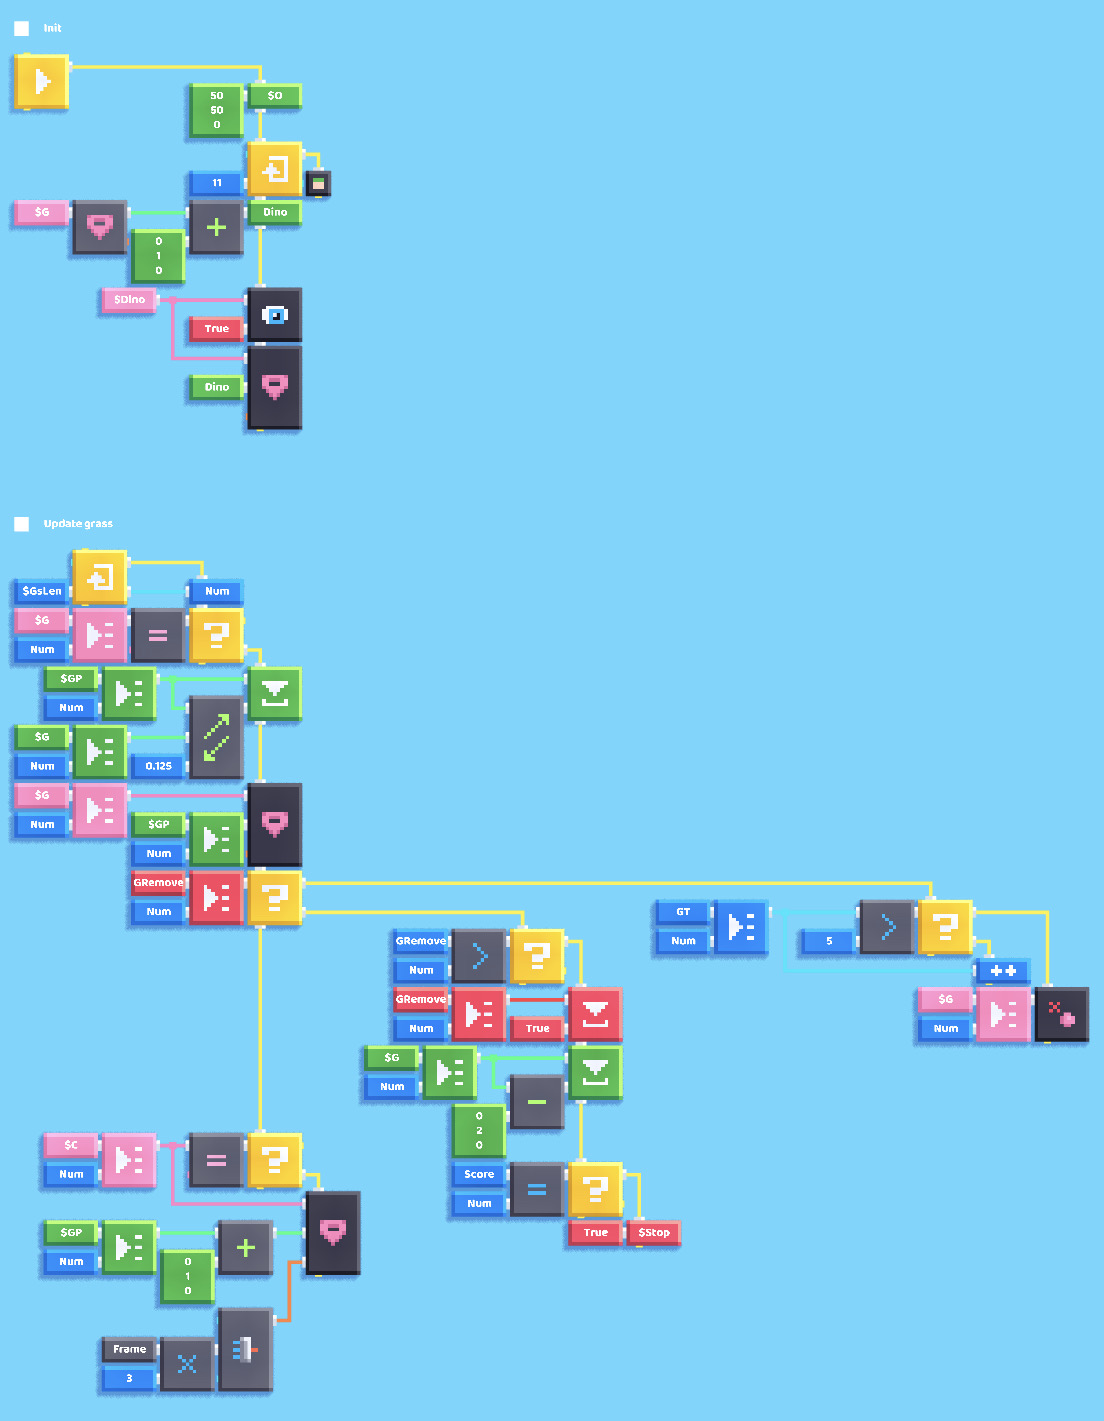 Init
50
50
0
$O
11
$G
Dino
0
1
0
$Dino
True
Dino
Update grass
$GsLen
Num
$G
Num
$GP
Num
$G
Num
0.125
$G
Num
$GP
Num
GRemove
Num
GRemove
Num
GRemove
Num
True
$G
Num
0
2
0
Score
Num
True
$Stop
GT
Num
5
++
$G
Num
$C
Num
$GP
Num
0
1
0
Frame
3